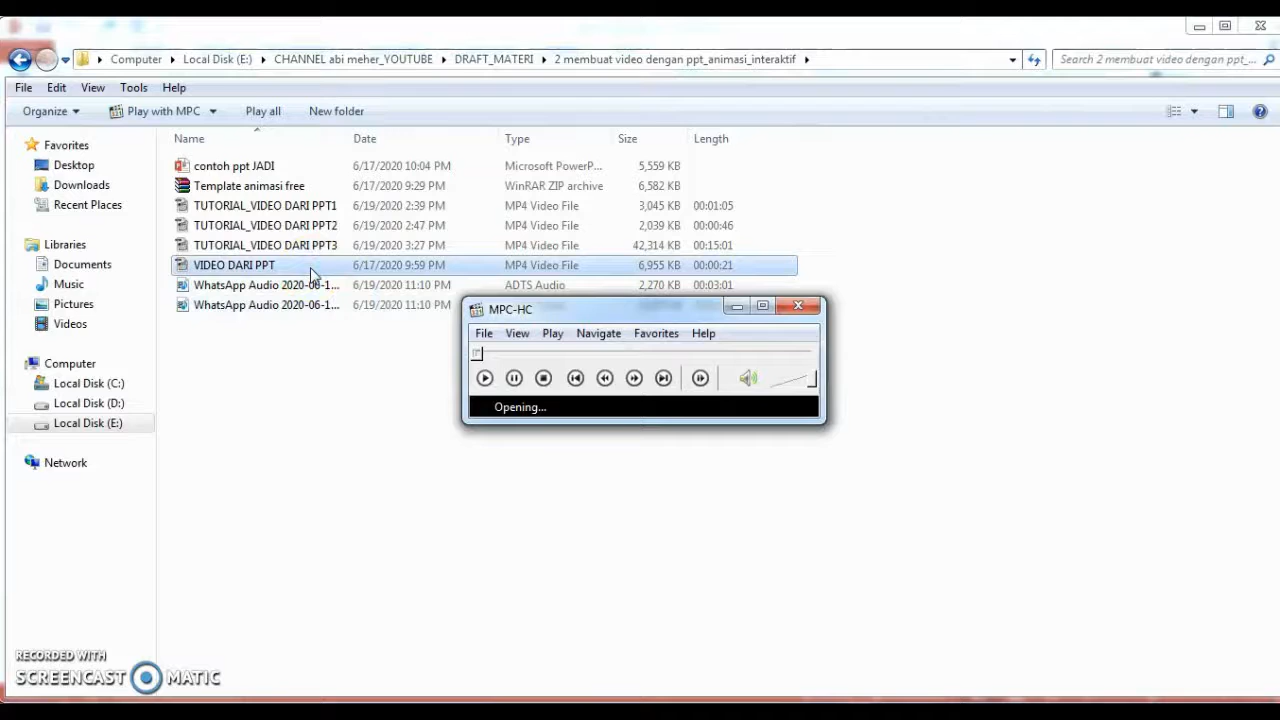 Computer Local Disk (E:) CHANNEL abi meher_YOUTUBE DRAFT_MATERI 2 membuat video dengan ppt_animasi_interaktif Search 2 membuat video dengan ppt_...
File Edit View Tools Help
Organize Play with MPC Play all New folder
Name Date Type Size Length
contoh ppt JADI 6/17/2020 10:04 PM Microsoft PowerP... 5,559 KB
Template animasi free 6/17/2020 9:29 PM WinRAR ZIP archive 6,582 KB
TUTORIAL_VIDEO DARI PPT1 6/19/2020 2:39 PM MP4 Video File 3,045 KB 00:01:05
TUTORIAL_VIDEO DARI PPT2 6/19/2020 2:47 PM MP4 Video File 2,039 KB 00:00:46
TUTORIAL_VIDEO DARI PPT3 6/19/2020 3:27 PM MP4 Video File 42,314 KB 00:15:01
VIDEO DARI PPT 6/17/2020 9:59 PM MP4 Video File 6,955 KB 00:00:21
WhatsApp Audio 2020-06-1... 6/19/2020 11:10 PM ADTS Audio 2,270 KB 00:03:01
WhatsApp Audio 2020-06-1... 6/19/2020 11:10 PM
Favorites
Desktop
Downloads
Recent Places
Libraries
Documents
Music
Pictures
Videos
Computer
Local Disk (C:)
Local Disk (D:)
Local Disk (E:)
Network
MPC-HC
File View Play Navigate Favorites Help
Opening...
RECORDED WITH
SCREENCAST MATIC